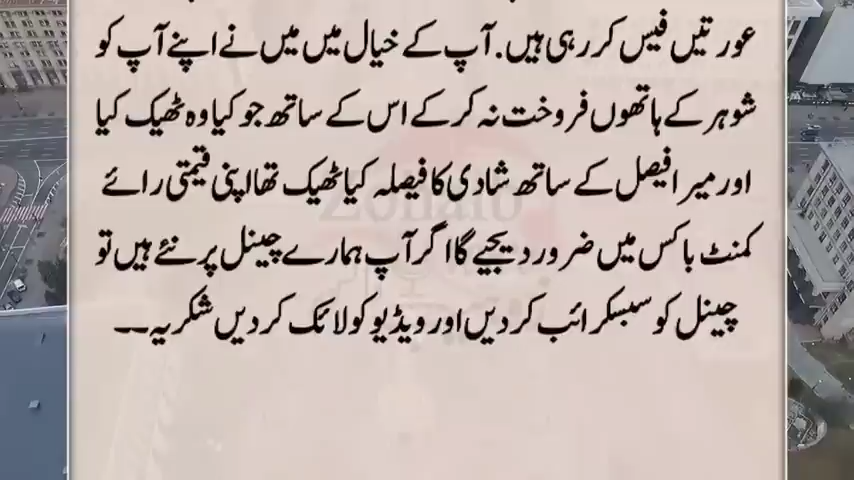 عورتیں فیس کر رہی ہیں. آپ کے خیال میں میں نے اپنے آپ کو
شوہر کے ہاتھوں فروخت نہ کر کے اس کے ساتھ جو کیا وہ ٹھیک کیا
اور میرا فیصل کے ساتھ شادی کا فیصلہ کیا ٹھیک تھا اپنی قیمتی رائے
کمنٹ باکس میں ضرور دیجیے گا اگر آپ ہمارے چینل پر نئے ہیں تو
چینل کو سبسکرائب کر دیں اور ویڈیو کو لائک کر دیں شکریہ۔۔